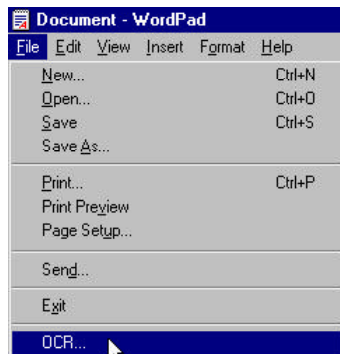 Document - WordPad
File Edit View Insert Format Help
New... Ctrl+N
Open... Ctrl+O
Save Ctrl+S
Save As...
Print... Ctrl+P
Print Preview
Page Setup...
Send...
Exit
OCR...